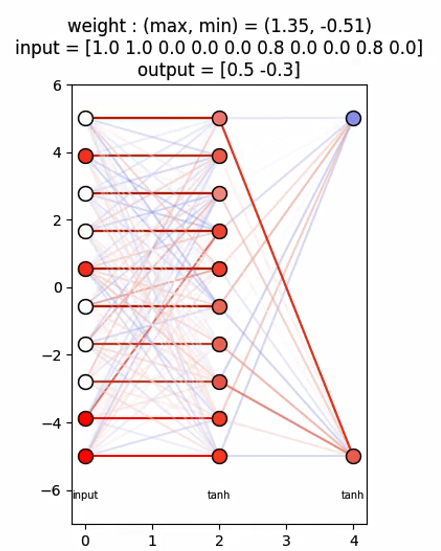 weight : (max, min) = (1.35, -0.51)
input = [1.0 1.0 0.0 0.0 0.0 0.8 0.0 0.0 0.8 0.0]
output = [0.5 -0.3]
6
4
2
0
−2
−4
−6
input tanh tanh
0 1 2 3 4